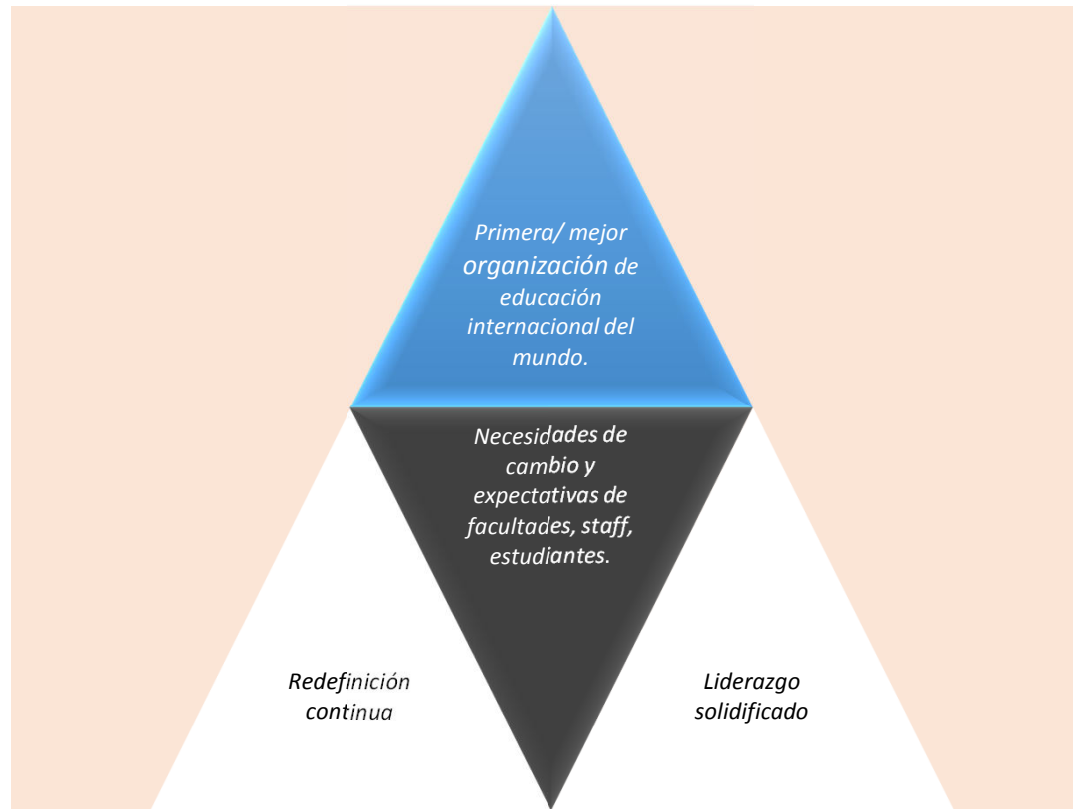 Primera/ mejor
organización de
educación
internacional del
mundo.
Necesidades de
cambio y
expectativas de
facultades, staff,
estudiantes.
Redefinición
continua
Liderazgo
solidificado